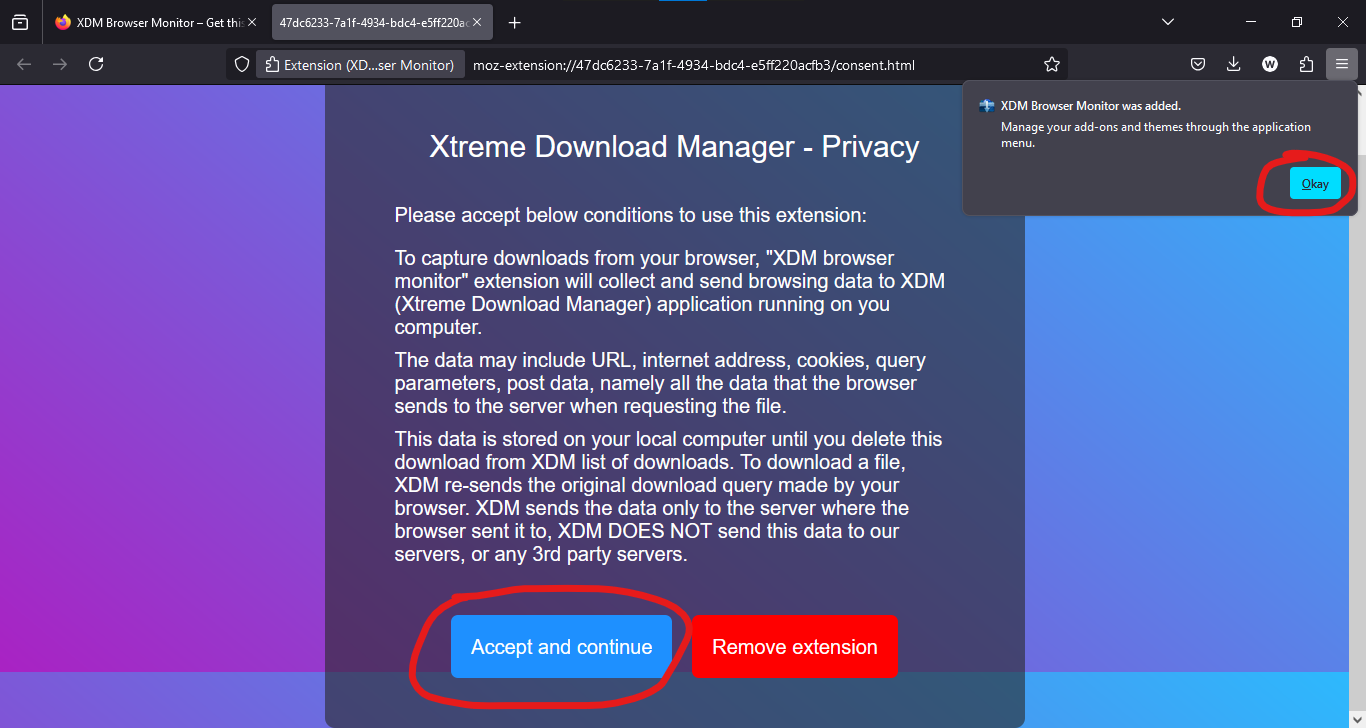 XDM Browser Monitor – Get this
47dc6233-7a1f-4934-bdc4-e5ff220ac
Extension (XD...ser Monitor)
moz-extension://47dc6233-7a1f-4934-bdc4-e5ff220acfb3/consent.html
W
XDM Browser Monitor was added.
Manage your add-ons and themes through the application
menu.
Okay
Xtreme Download Manager - Privacy
Please accept below conditions to use this extension:
To capture downloads from your browser, "XDM browser
monitor" extension will collect and send browsing data to XDM
(Xtreme Download Manager) application running on you
computer.
The data may include URL, internet address, cookies, query
parameters, post data, namely all the data that the browser
sends to the server when requesting the file.
This data is stored on your local computer until you delete this
download from XDM list of downloads. To download a file,
XDM re-sends the original download query made by your
browser. XDM sends the data only to the server where the
browser sent it to, XDM DOES NOT send this data to our
servers, or any 3rd party servers.
Accept and continue
Remove extension